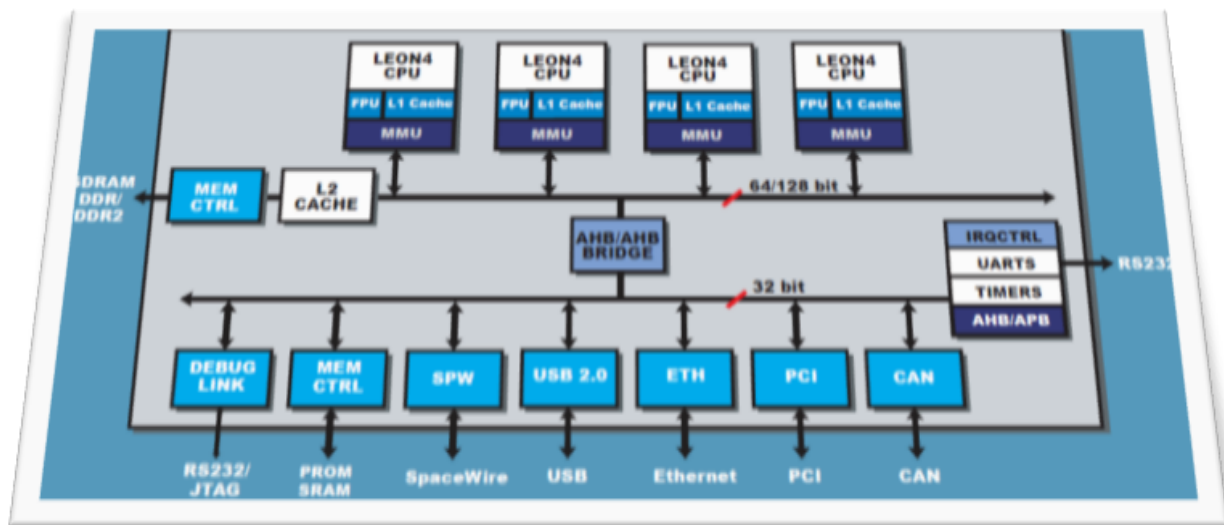 LEON4
CPU
FPU L1 Cache
MMU
LEON4
CPU
FPU L1 Cache
MMU
LEON4
CPU
FPU L1 Cache
MMU
LEON4
CPU
FPU L1 Cache
MMU
SDRAM
DDR/
DDR2
MEM
CTRL
L2
CACHE
64/128 bit
AHB/AHB
BRIDGE
IRQCTRL
UARTS
TIMERS
AHB/APB
RS232
32 bit
DEBUG
LINK
MEM
CTRL
SPW
USB 2.0
ETH
PCI
CAN
RS232/
JTAG
PROM
SRAM
SpaceWire
USB
Ethernet
PCI
CAN